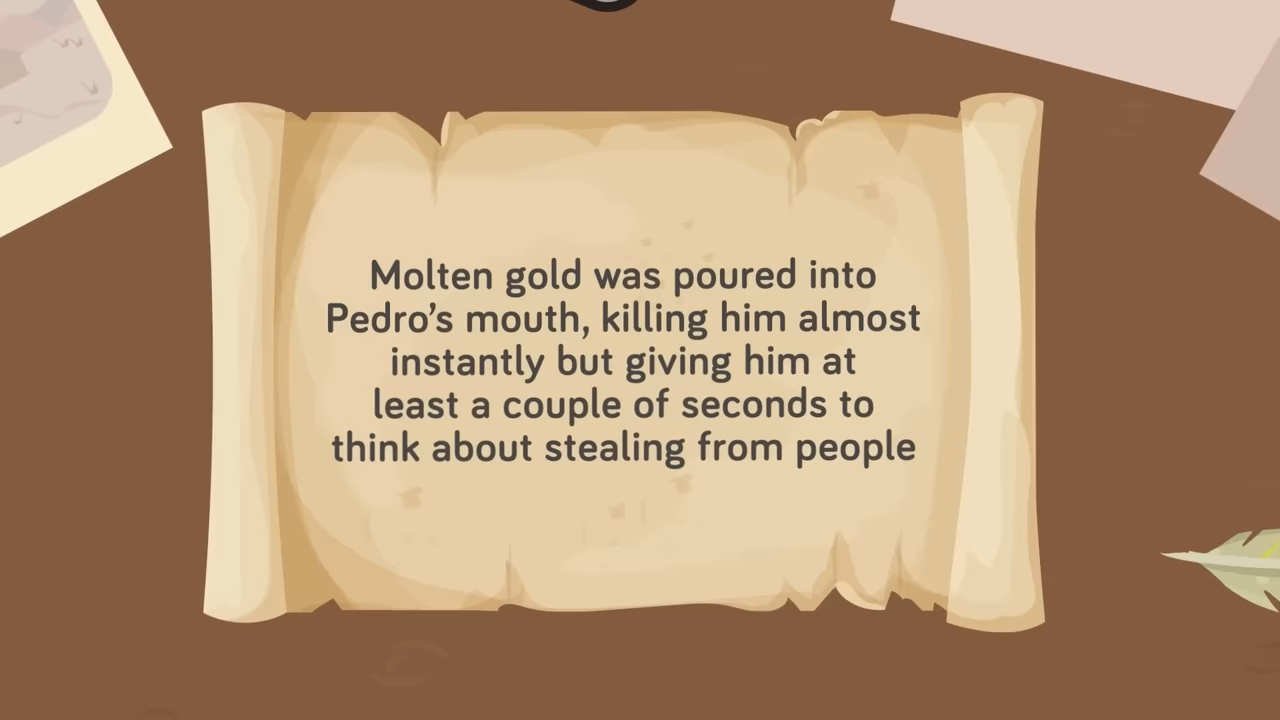 Molten gold was poured into
Pedro’s mouth, killing him almost
instantly but giving him at
least a couple of seconds to
think about stealing from people